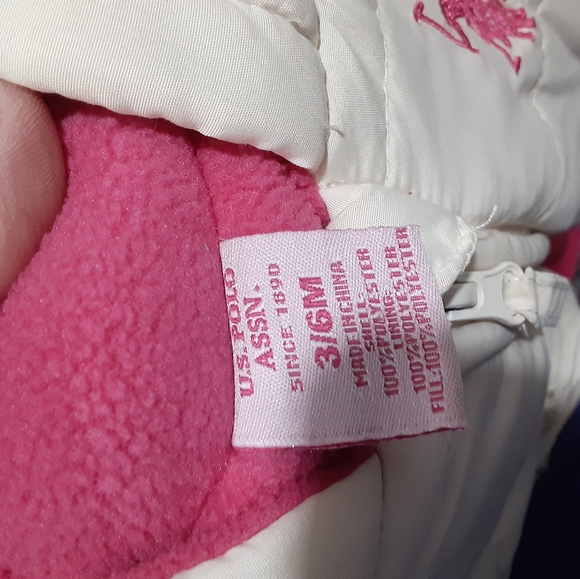 U.S. POLO
ASSN.
SINCE 1890
3/6M
MADE IN CHINA
SHELL:
100% POLYESTER
LINING:
100% POLYESTER
FILL: 100% POLYESTER